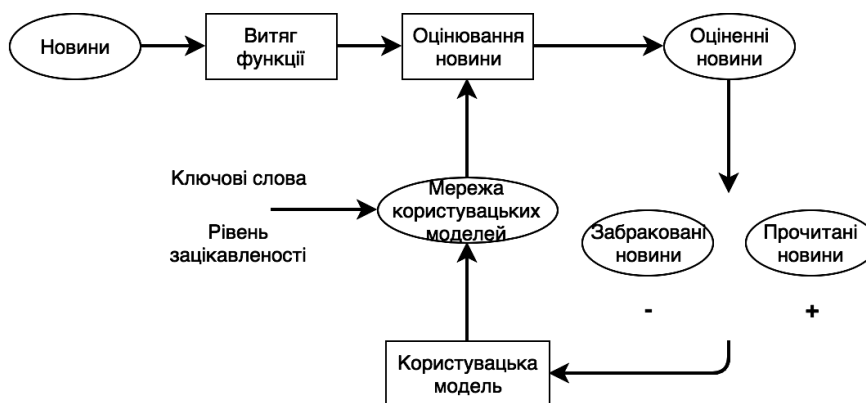 Новини
Витяг
функції
Оцінювання
новини
Оціненні
новини
Ключові слова
Рівень
зацікавленості
Мережа
користувацьких
моделей
Забраковані
новини
Прочитані
новини
-
+
Користувацька
модель